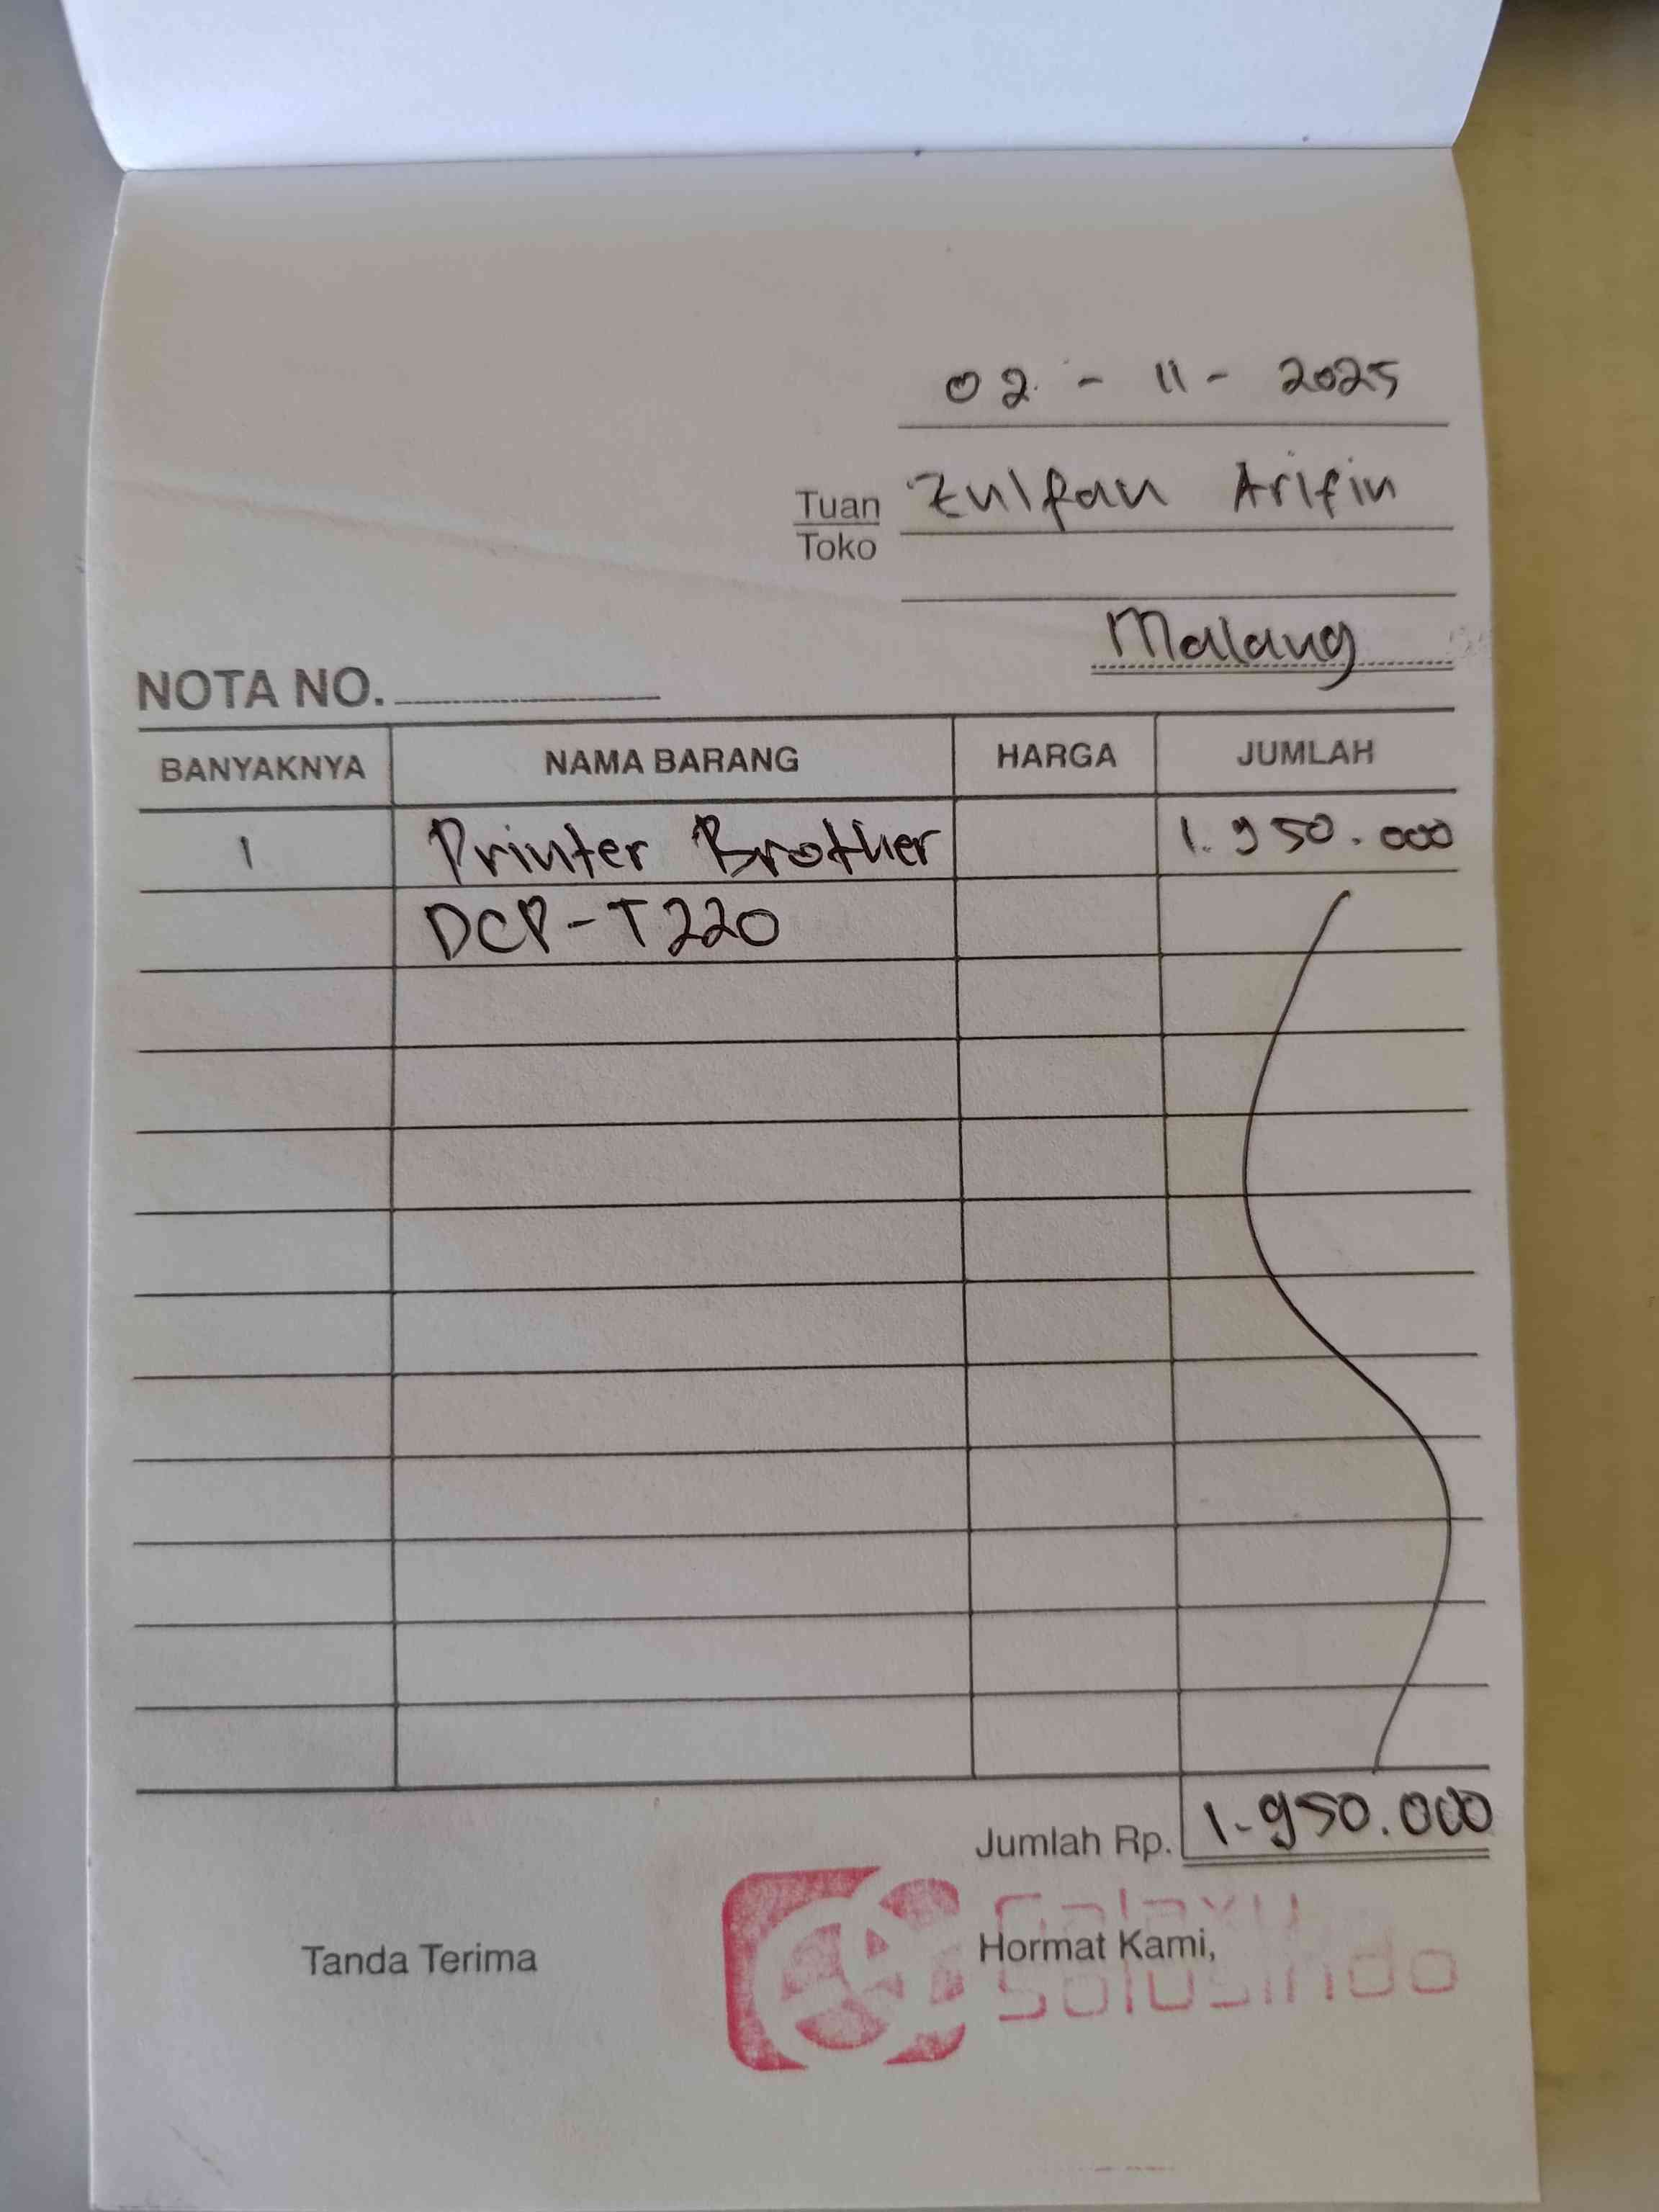 02 - 11 - 2025
Tuan Zulfan Arifin
Toko
Malang
NOTA NO.
BANYAKNYA NAMA BARANG HARGA JUMLAH
1 Printer Brother 1.950.000
DCP-T220
Jumlah Rp. 1.950.000
Galaxy
Tanda Terima Hormat Kami,
Solusindo